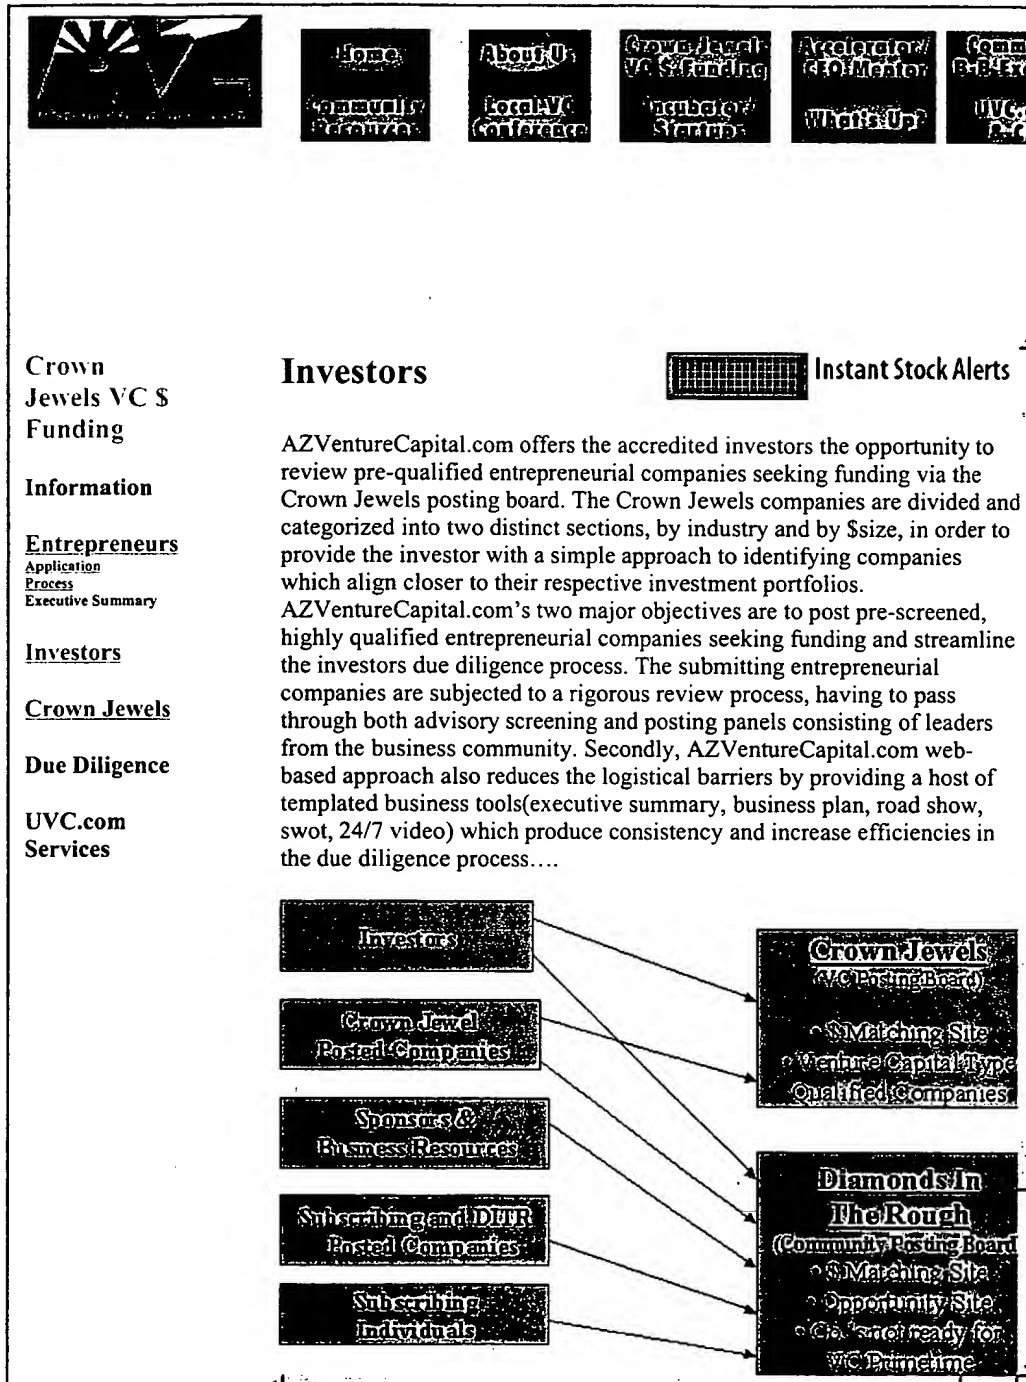 Home
Community
Resources
About Us
Local VC
Conference
Crown Jewel
VC $ Funding
Incubator/
Startups
Accelerator/
CEO Mentor
What's Up?
Comm
B-B Ex
UVC.
Crown
Jewels VC $
Funding
Information
Entrepreneurs
Application
Process
Executive Summary
Investors
Crown Jewels
Due Diligence
UVC.com
Services
Investors
Instant Stock Alerts
AZVentureCapital.com offers the accredited investors the opportunity to
review pre-qualified entrepreneurial companies seeking funding via the
Crown Jewels posting board. The Crown Jewels companies are divided and
categorized into two distinct sections, by industry and by $size, in order to
provide the investor with a simple approach to identifying companies
which align closer to their respective investment portfolios.
AZVentureCapital.com's two major objectives are to post pre-screened,
highly qualified entrepreneurial companies seeking funding and streamline
the investors due diligence process. The submitting entrepreneurial
companies are subjected to a rigorous review process, having to pass
through both advisory screening and posting panels consisting of leaders
from the business community. Secondly, AZVentureCapital.com web-
based approach also reduces the logistical barriers by providing a host of
templated business tools(executive summary, business plan, road show,
swot, 24/7 video) which produce consistency and increase efficiencies in
the due diligence process....
Investors
Crown Jewel
Posted Companies
Sponsors &
Business Resources
Subscribing and DITR
Posted Companies
Subscribing
Individuals
Crown Jewels
(VC Posting Board)
• $ Matching Site
• Venture Capital Type
Qualified Companies
Diamonds In
The Rough
(Community Posting Board
• $ Matching Site
• Opportunity Site
• Co.'s not ready for
VC Primetime